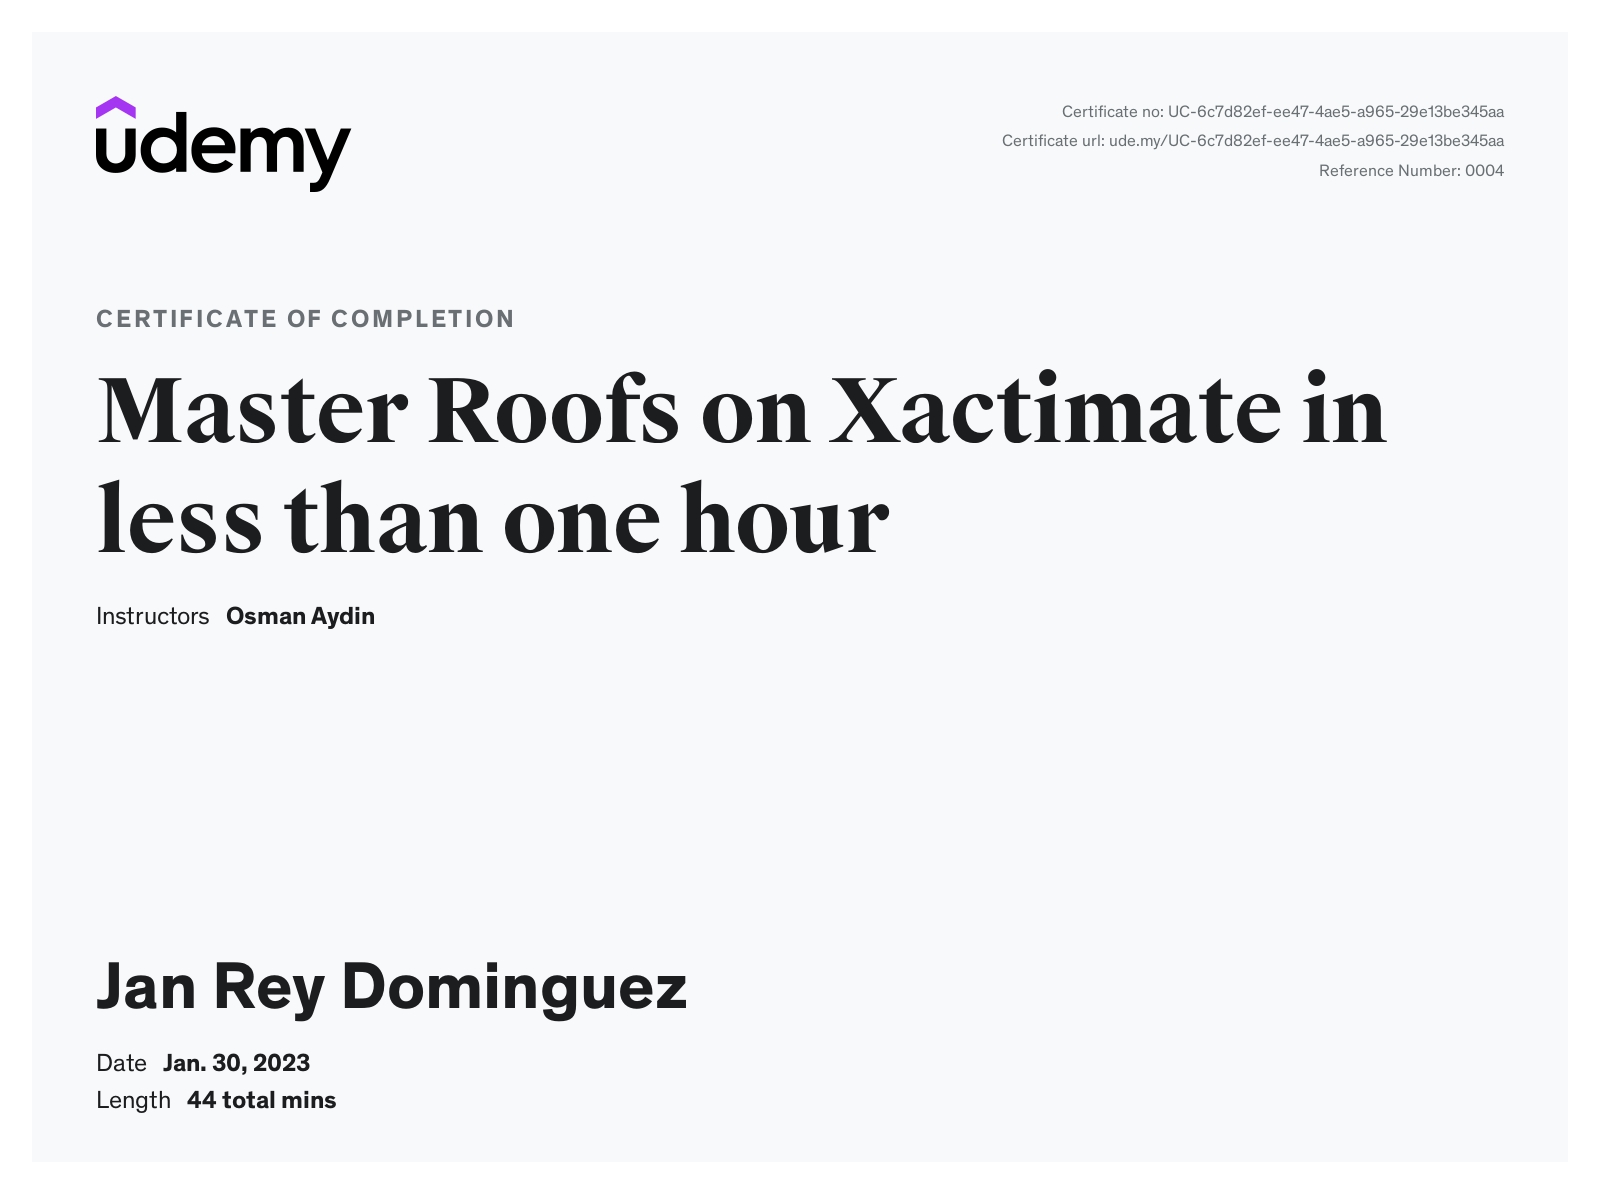 udemy
Certificate no: UC-6c7d82ef-ee47-4ae5-a965-29e13be345aa
Certificate url: ude.my/UC-6c7d82ef-ee47-4ae5-a965-29e13be345aa
Reference Number: 0004
CERTIFICATE OF COMPLETION
Master Roofs on Xactimate in
less than one hour
Instructors Osman Aydin
Jan Rey Dominguez
Date Jan. 30, 2023
Length 44 total mins